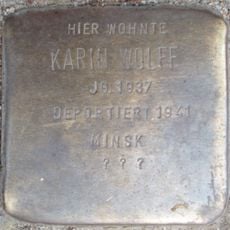 HIER WOHNTE
KARIN WOLFF
JG. 1937
DEPORTIERT 1941
MINSK
? ? ?